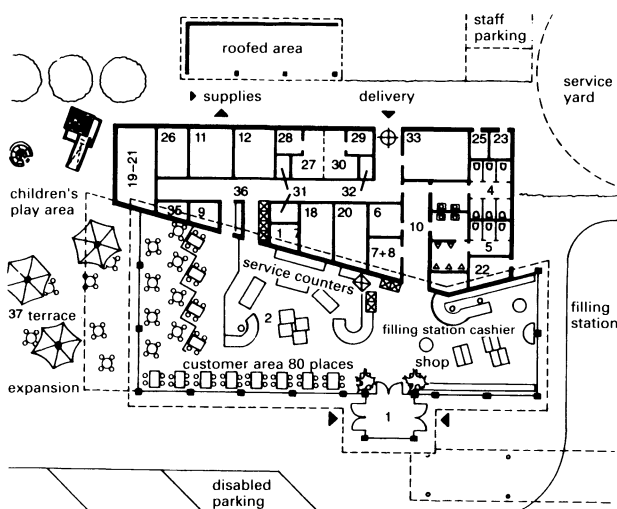 staff
parking
roofed area
service
yard
supplies
delivery
26
11
12
28
29
33
25
23
27
30
19–21
4
36
31
32
children's
play area
35
9
1
18
20
6
10
5
7+8
22
service counters
37 terrace
2
filling station cashier
filling
station
customer area 80 places
shop
expansion
1
disabled
parking